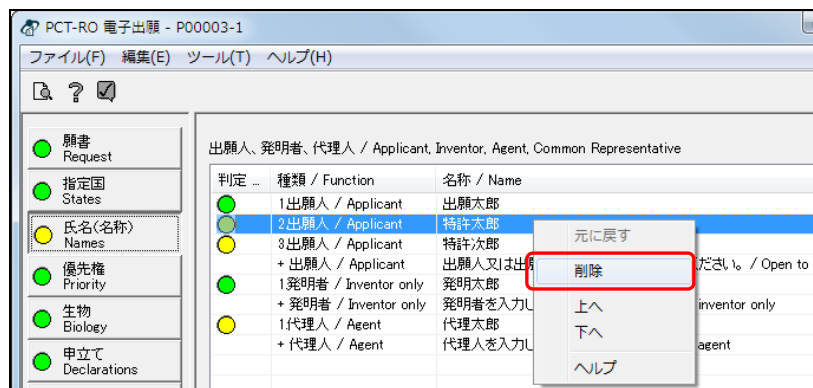 PCT-RO 電子出願 - P00003-1
ファイル(F) 編集(E) ツール(T) ヘルプ(H)
願書
Request
指定国
States
氏名(名称)
Names
優先権
Priority
生物
Biology
申立て
Declarations
出願人、発明者、代理人 / Applicant, Inventor, Agent, Common Representative
判定 ... 種類 / Function 名称 / Name
1出願人 / Applicant 出願太郎
2出願人 / Applicant 特許太郎
3出願人 / Applicant 特許次郎
+ 出願人 / Applicant 出願人又は出 ださい。 / Open to
1発明者 / Inventor only 発明太郎
+ 発明者 / Inventor only 発明者を入力し inventor only
1代理人 / Agent 代理太郎
+ 代理人 / Agent 代理人を入力し agent
元に戻す
削除
上へ
下へ
ヘルプ